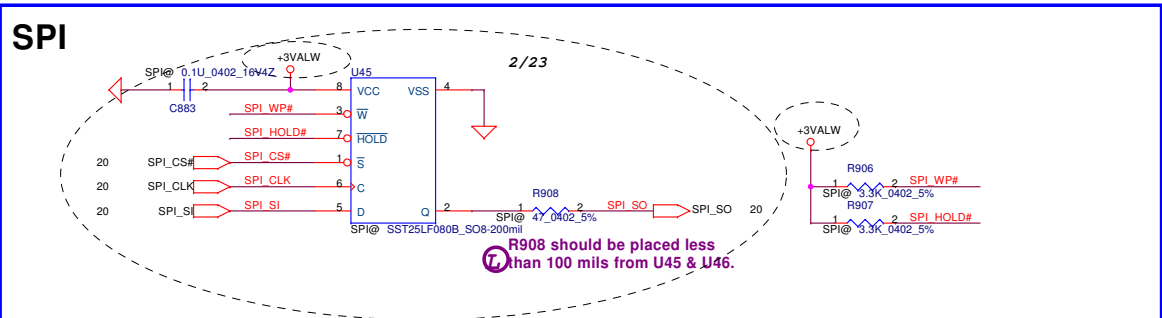 SPI
+3VALW
2/23
SPI@ 0.1U_0402_16V4Z
U45
1 2
C883
8 VCC VSS 4
SPI_WP# 3 W
SPI_HOLD# 7 HOLD
+3VALW
20 SPI_CS# SPI_CS# 1 S
20 SPI_CLK SPI_CLK 6 C
20 SPI_SI SPI_SI 5 D Q 2
R908
1 2 SPI_SO SPI_SO 20
SPI@ 47_0402_5%
SPI@ SST25LF080B_SO8-200mil
R906
1 2 SPI_WP#
SPI@ 3.3K_0402_5%
R907
1 2 SPI_HOLD#
SPI@ 3.3K_0402_5%
R908 should be placed less
than 100 mils from U45 & U46.